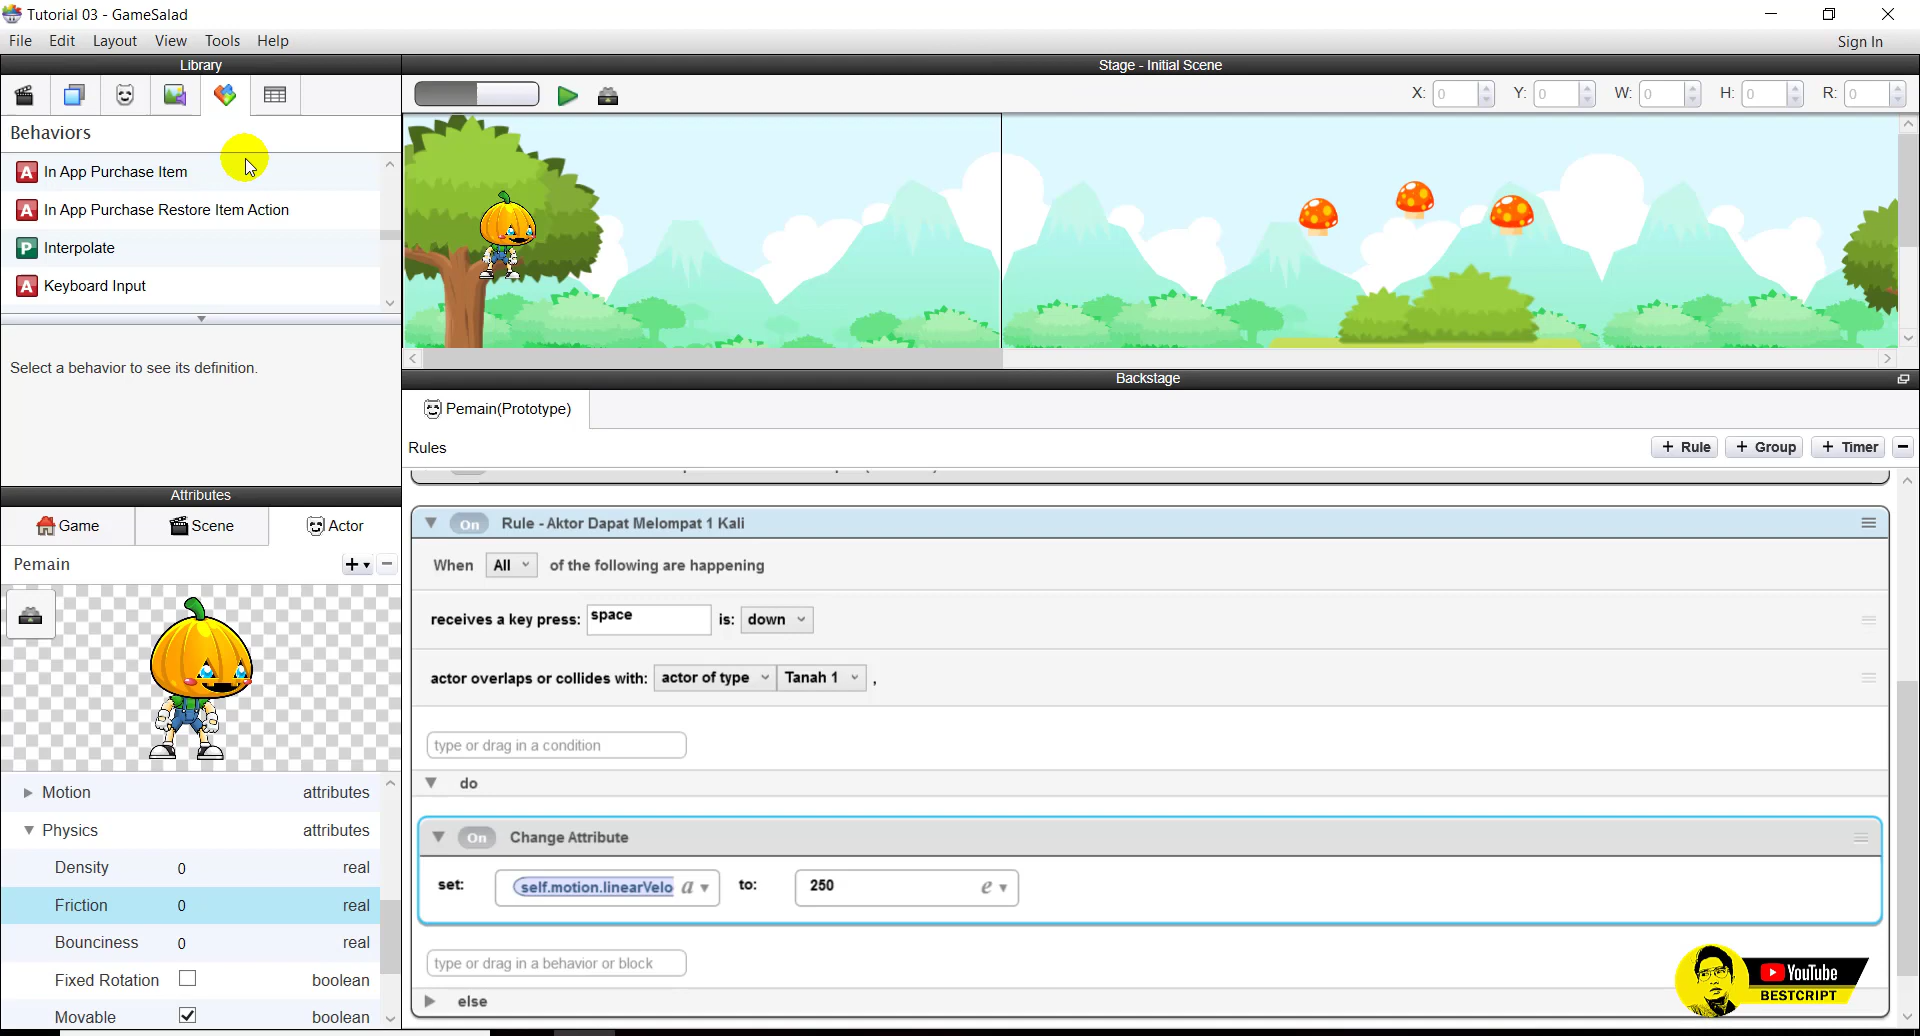 Tutorial 03 - GameSalad
File Edit Layout View Tools Help
Sign In
Library
Stage - Initial Scene
X: 0 Y: 0 W: 0 H: 0 R: 0
Behaviors
A In App Purchase Item
A In App Purchase Restore Item Action
P Interpolate
A Keyboard Input
Select a behavior to see its definition.
Backstage
Pemain(Prototype)
Rules
+ Rule + Group + Timer
On Rule - Aktor Dapat Melompat 1 Kali
When All of the following are happening
receives a key press: space is: down
actor overlaps or collides with: actor of type Tanah 1 ,
type or drag in a condition
do
On Change Attribute
set: self.motion.linearVelo a to: 250 e
type or drag in a behavior or block
else
Attributes
Game Scene Actor
Pemain
Motion attributes
Physics attributes
Density 0 real
Friction 0 real
Bounciness 0 real
Fixed Rotation boolean
Movable boolean
YouTube
BESTCRIPT